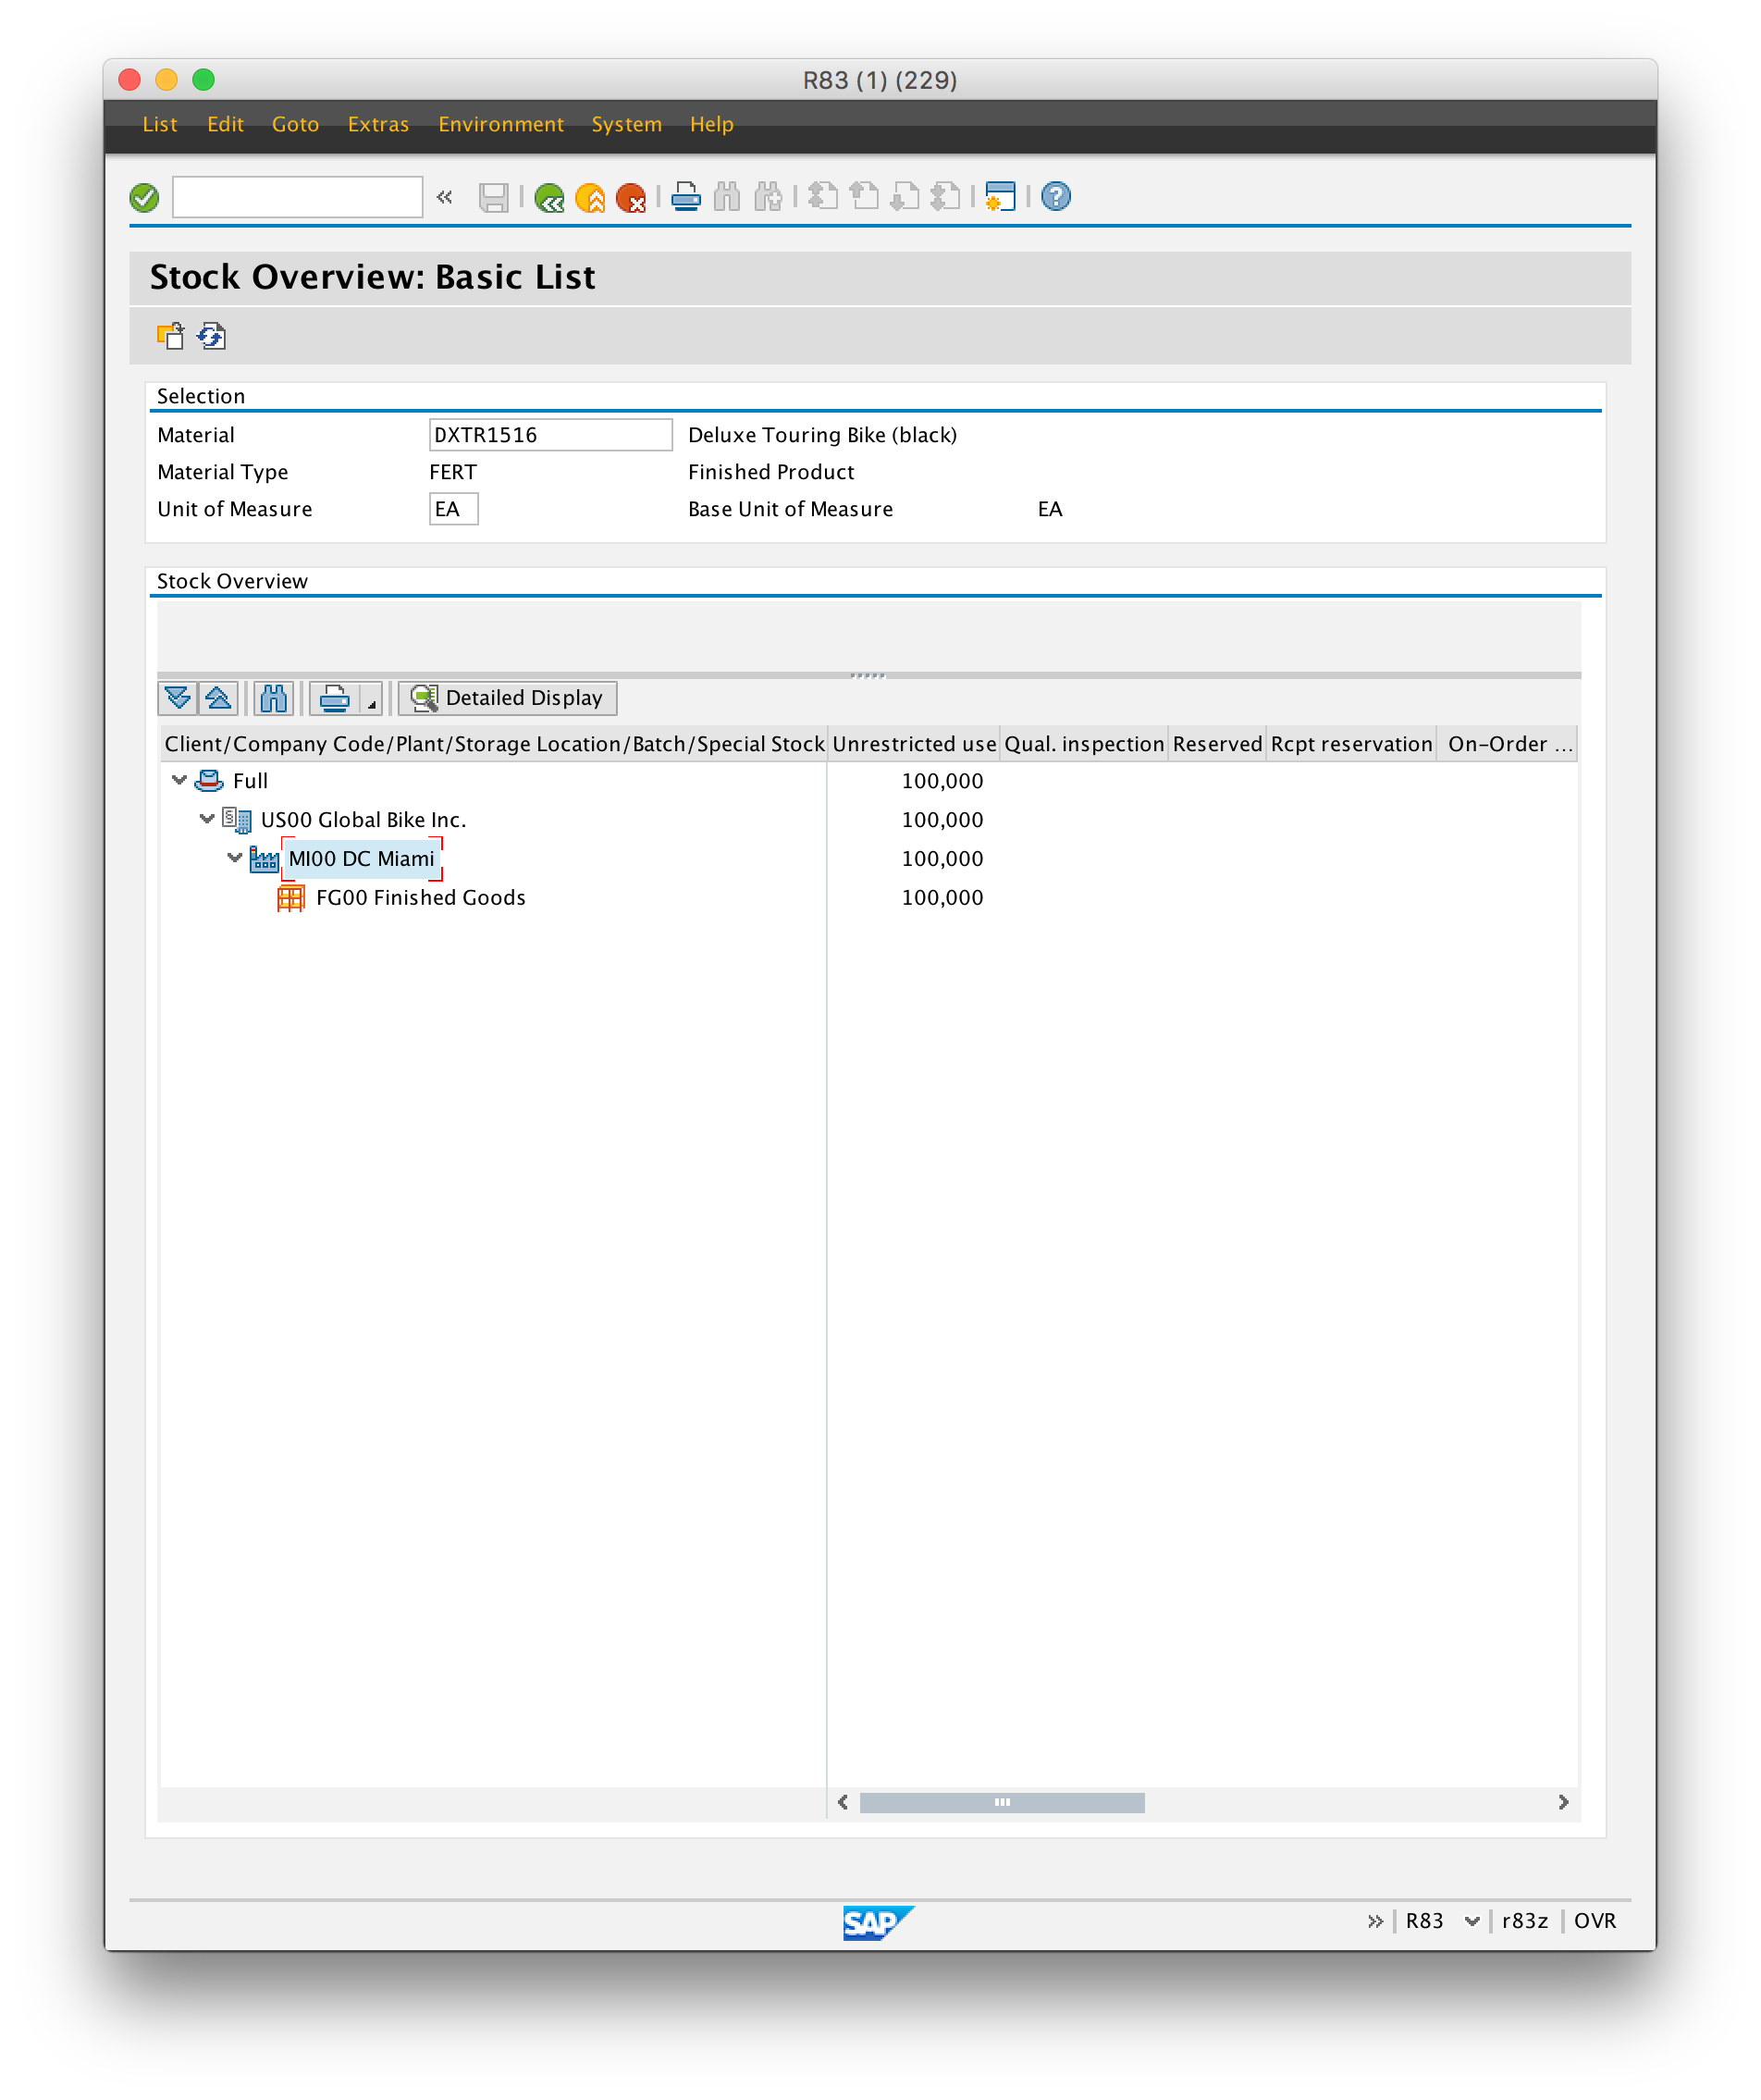 R83 (1) (229)
List Edit Goto Extras Environment System Help
Stock Overview: Basic List
Selection
Material DXTR1516 Deluxe Touring Bike (black)
Material Type FERT Finished Product
Unit of Measure EA Base Unit of Measure EA
Stock Overview
Detailed Display
Client/Company Code/Plant/Storage Location/Batch/Special Stock Unrestricted use Qual. inspection Reserved Rcpt reservation On-Order ...
Full 100,000
US00 Global Bike Inc. 100,000
MI00 DC Miami 100,000
FG00 Finished Goods 100,000
SAP R83 r83z OVR